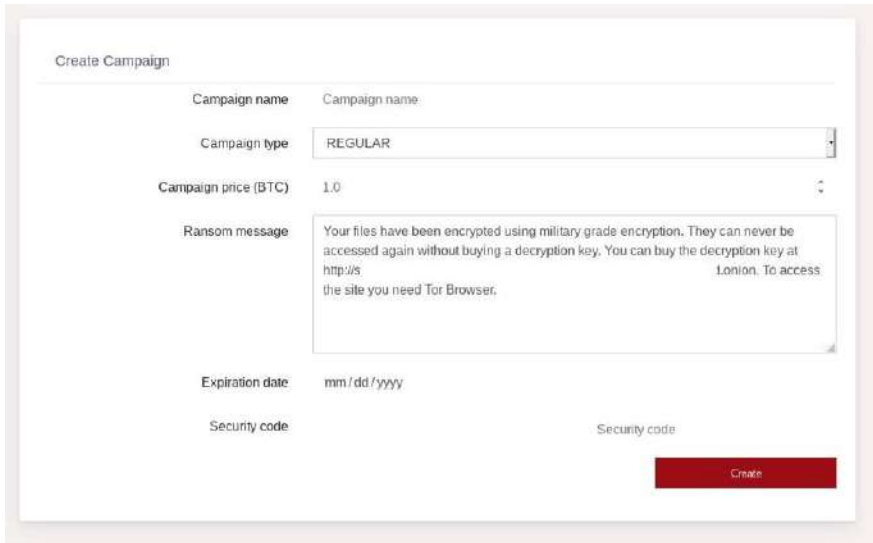 Create Campaign
Campaign name Campaign name
Campaign type REGULAR
Campaign price (BTC) 1.0
Ransom message Your files have been encrypted using military grade encryption. They can never be
accessed again without buying a decryption key. You can buy the decryption key at
http://s .onion. To access
the site you need Tor Browser.
Expiration date mm/dd/yyyy
Security code Security code
Create